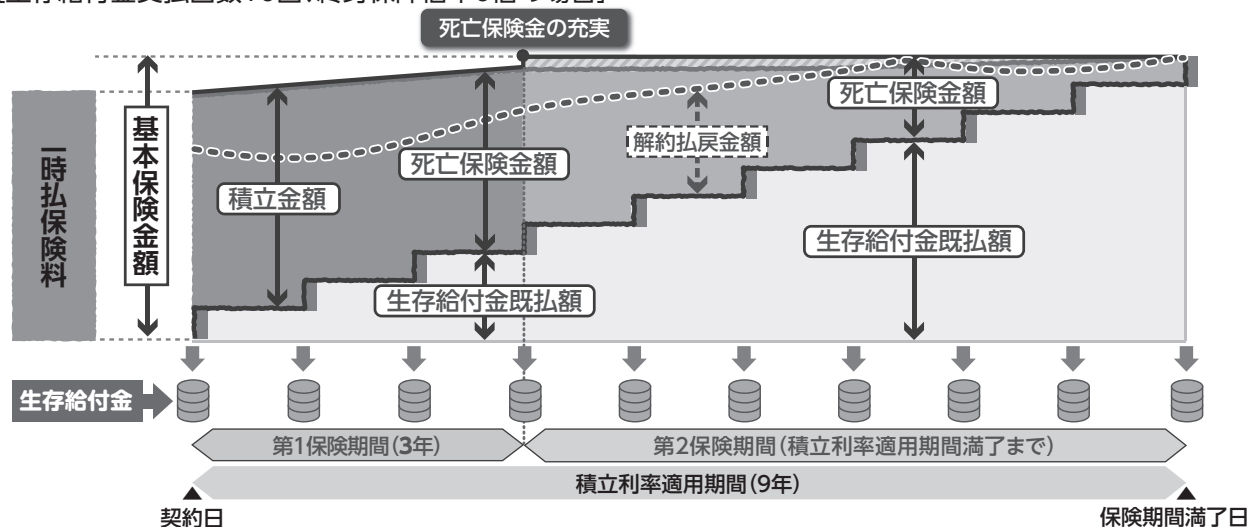 死亡保険金の充実
一時払保険料
基本保険金額
積立金額
死亡保険金額
生存給付金既払額
解約払戻金額
死亡保険金額
生存給付金既払額
生存給付金
第1保険期間(3年)
第2保険期間(積立利率適用期間満了まで)
積立利率適用期間(9年)
契約日
保険期間満了日